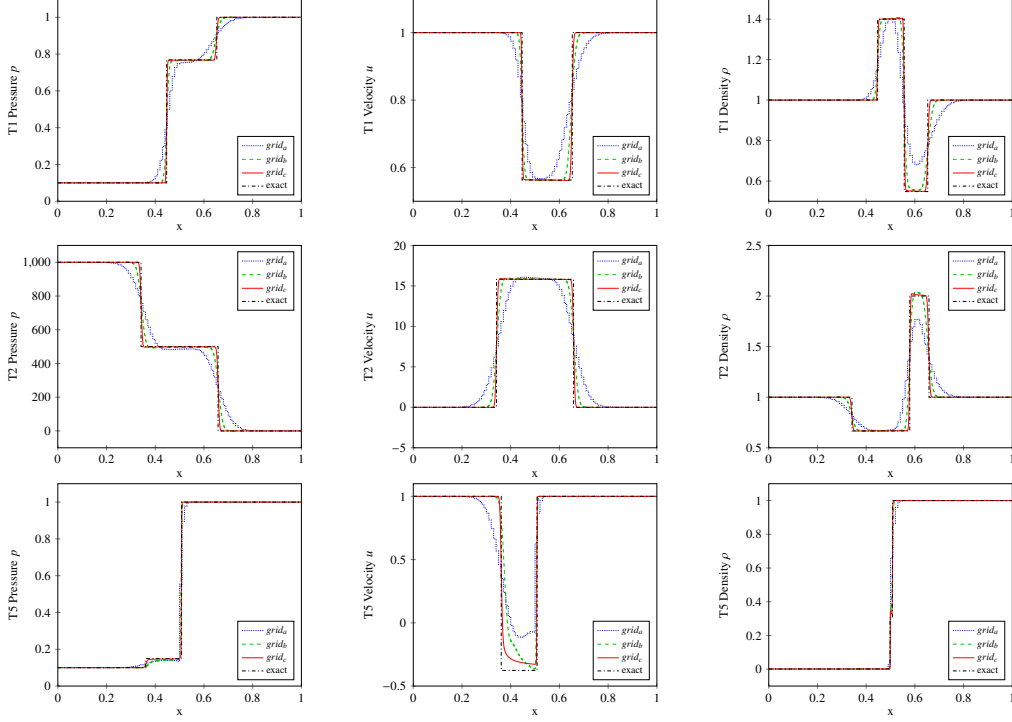 T1 Pressure p
1
0.8
0.6
0.4
0.2
0
0 0.2 0.4 0.6 0.8 1
x
grid_a
grid_b
grid_c
exact
T1 Velocity u
1
0.8
0.6
0 0.2 0.4 0.6 0.8 1
x
grid_a
grid_b
grid_c
exact
T1 Density ρ
1.4
1.2
1
0.8
0.6
0 0.2 0.4 0.6 0.8 1
x
grid_a
grid_b
grid_c
exact
T2 Pressure p
1,000
800
600
400
200
0
0 0.2 0.4 0.6 0.8 1
x
grid_a
grid_b
grid_c
exact
T2 Velocity u
20
15
10
5
0
−5
0 0.2 0.4 0.6 0.8 1
x
grid_a
grid_b
grid_c
exact
T2 Density ρ
2.5
2
1.5
1
0.5
0 0.2 0.4 0.6 0.8 1
x
grid_a
grid_b
grid_c
exact
T5 Pressure p
1
0.8
0.6
0.4
0.2
0
0 0.2 0.4 0.6 0.8 1
x
grid_a
grid_b
grid_c
exact
T5 Velocity u
1
0.5
0
−0.5
0 0.2 0.4 0.6 0.8 1
x
grid_a
grid_b
grid_c
exact
T5 Density ρ
1
0.8
0.6
0.4
0.2
0
0 0.2 0.4 0.6 0.8 1
x
grid_a
grid_b
grid_c
exact